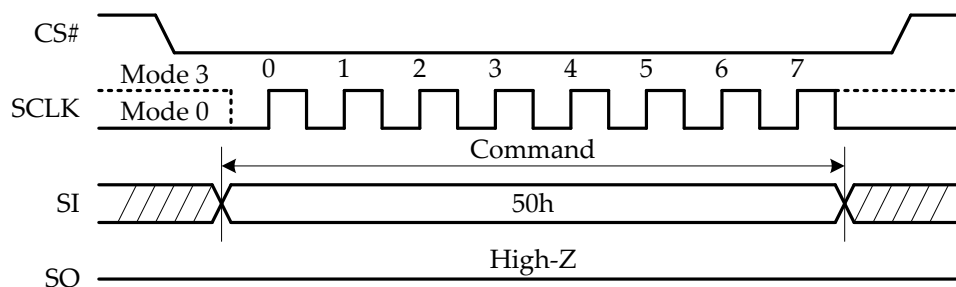 CS#
0 1 2 3 4 5 6 7
Mode 3
SCLK
Mode 0
Command
SI
50h
High-Z
SO